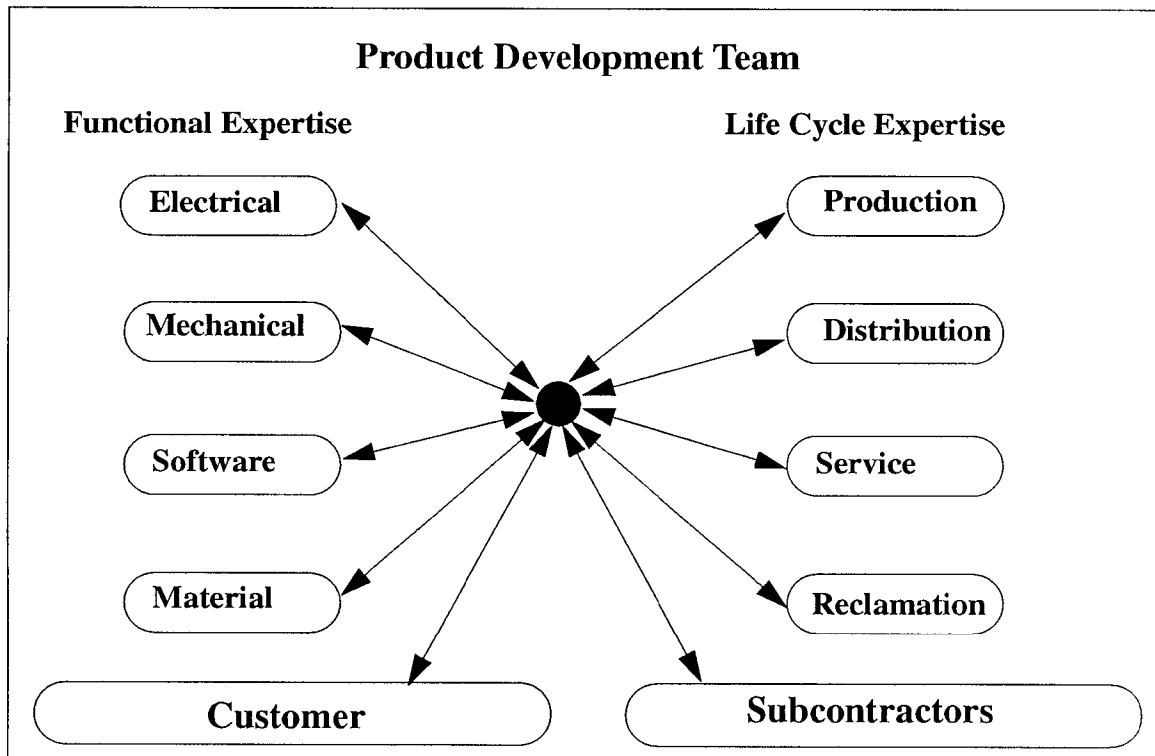 Product Development Team
Functional Expertise
Life Cycle Expertise
Electrical
Production
Mechanical
Distribution
Software
Service
Material
Reclamation
Customer
Subcontractors